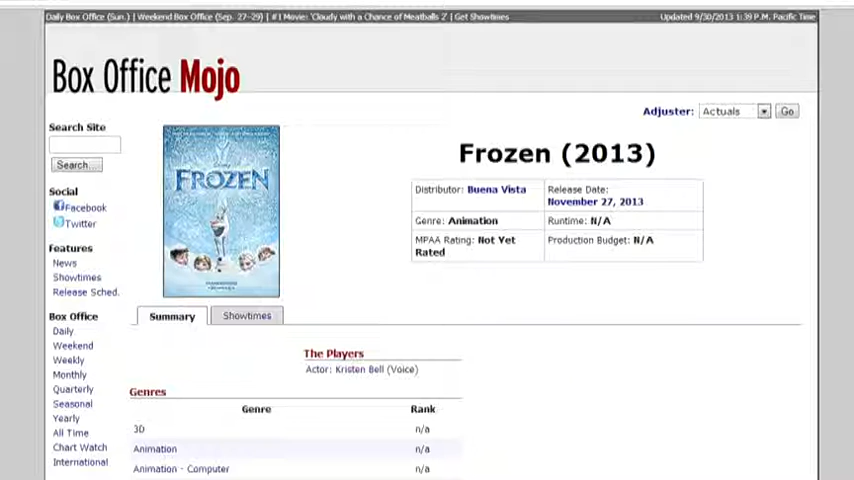 Daily Box Office (Sun.) | Weekend Box Office (Sep. 27–29) | #1 Movie: 'Cloudy with a Chance of Meatballs 2' | Get Showtimes
Updated 9/30/2013 1:39 P.M. Pacific Time
Box Office Mojo
Adjuster: Actuals Go
Search Site
Search...
Social
Facebook
Twitter
Features
News
Showtimes
Release Sched.
Box Office
Daily
Weekend
Weekly
Monthly
Quarterly
Seasonal
Yearly
All Time
Chart Watch
International
Disney
FROZEN
Frozen (2013)
Distributor: Buena Vista
Release Date:
November 27, 2013
Genre: Animation
Runtime: N/A
MPAA Rating: Not Yet
Rated
Production Budget: N/A
Summary
Showtimes
The Players
Actor: Kristen Bell (Voice)
Genres
Genre Rank
3D n/a
Animation n/a
Animation - Computer n/a